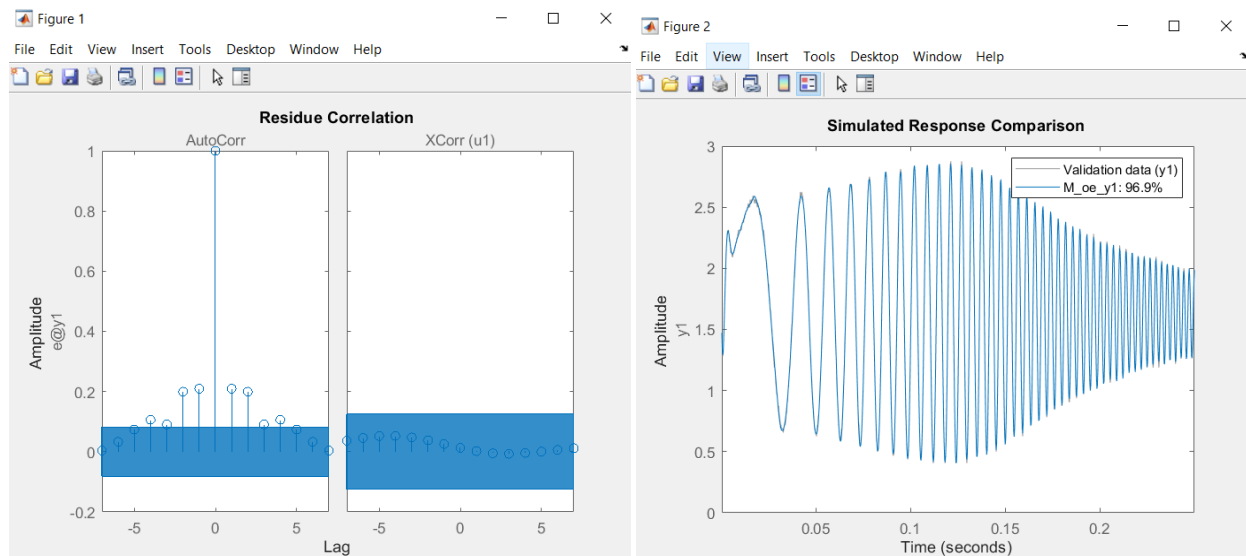 Figure 1
File Edit View Insert Tools Desktop Window Help
Residue Correlation
AutoCorr
XCorr (u1)
1
0.8
0.6
0.4
0.2
0
-0.2
Amplitude
e@y1
-5 0 5
-5 0 5
Lag
Figure 2
File Edit View Insert Tools Desktop Window Help
Simulated Response Comparison
Validation data (y1)
M_oe_y1: 96.9%
3
2.5
2
1.5
1
0.5
0
Amplitude
y1
0.05 0.1 0.15 0.2
Time (seconds)